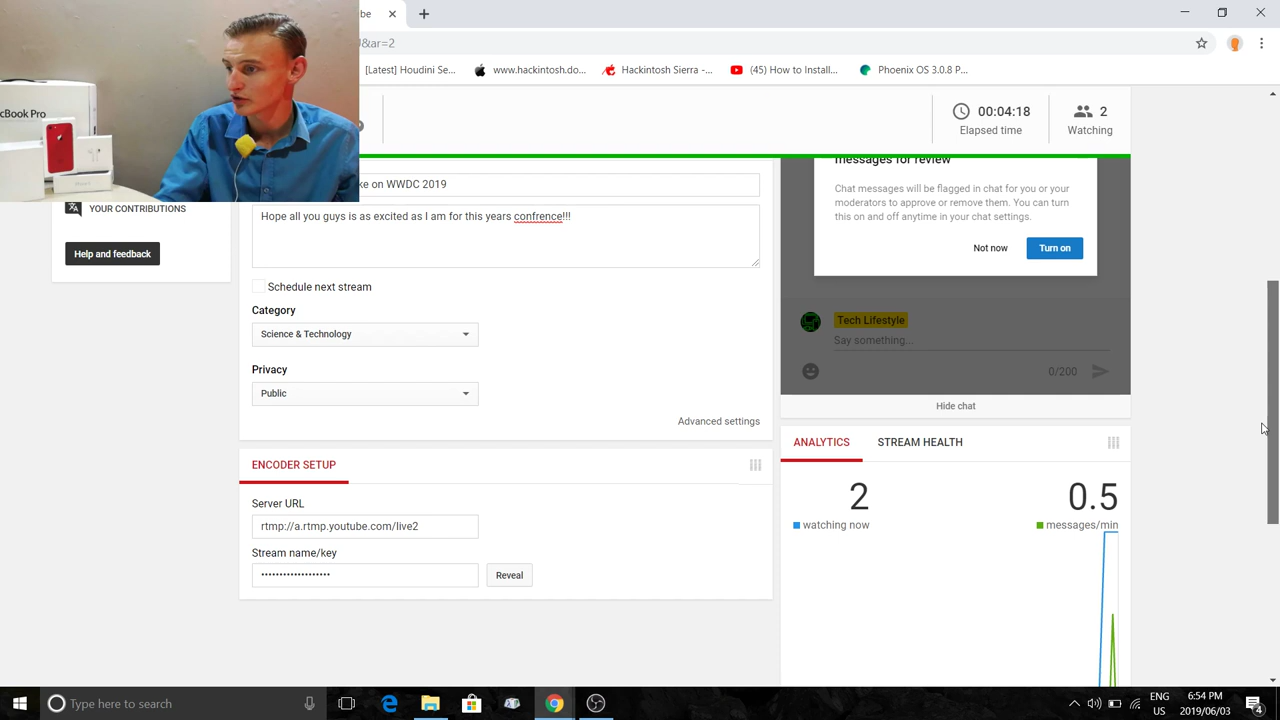 be
#&ar=2
[Latest] Houdini Se...
www.hackintosh.do...
Hackintosh Sierra -...
(45) How to Install...
Phoenix 3.0.8 P...
cBook Pro
00:04:18
Elapsed time
2
Watching
ke on WWDC 2019
YOUR CONTRIBUTIONS
Help and feedback
Hope all you guys is as excited as I am for this years confrence!!!
Schedule next stream
Category
Science & Technology
Privacy
Public
Advanced settings
ENCODER SETUP
Server URL
rtmp://a.rtmp.youtube.com/live2
Stream name/key
•••••••••••••••••••
Reveal
messages for review
Chat messages will be flagged in chat for you or your
moderators to approve or remove them. You can turn
this on and off anytime in your chat settings.
Not now
Turn on
Tech Lifestyle
Say something...
0/200
Hide chat
ANALYTICS
STREAM HEALTH
2
watching now
0.5
messages/min
Type here to search
ENG
US
6:54 PM
2019/06/03
4